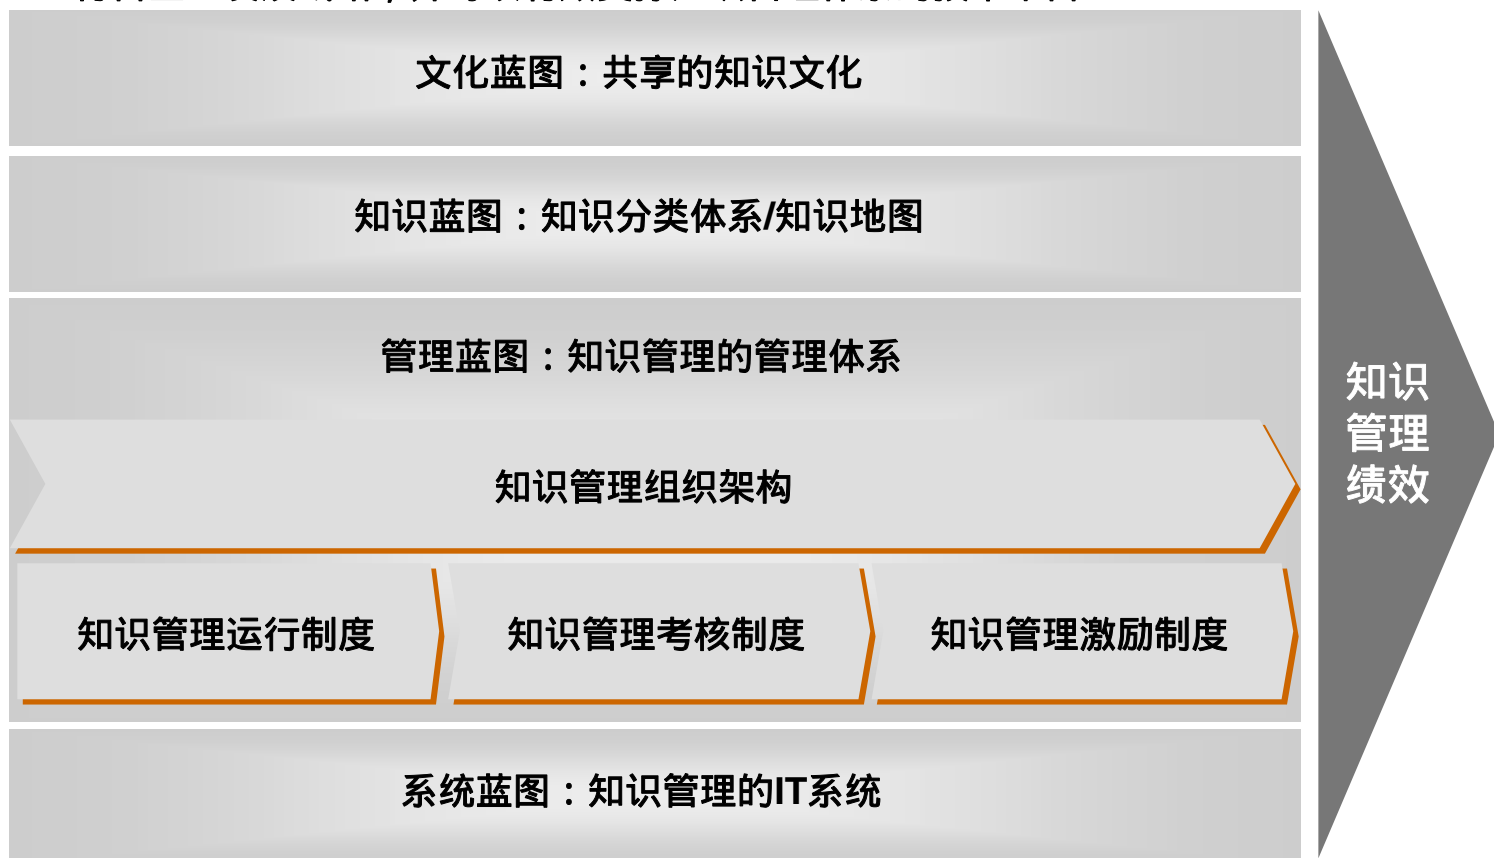 文化蓝图：共享的知识文化
知识蓝图：知识分类体系/知识地图
管理蓝图：知识管理的管理体系
知识管理组织架构
知识管理运行制度
知识管理考核制度
知识管理激励制度
系统蓝图：知识管理的IT系统
知识
管理
绩效